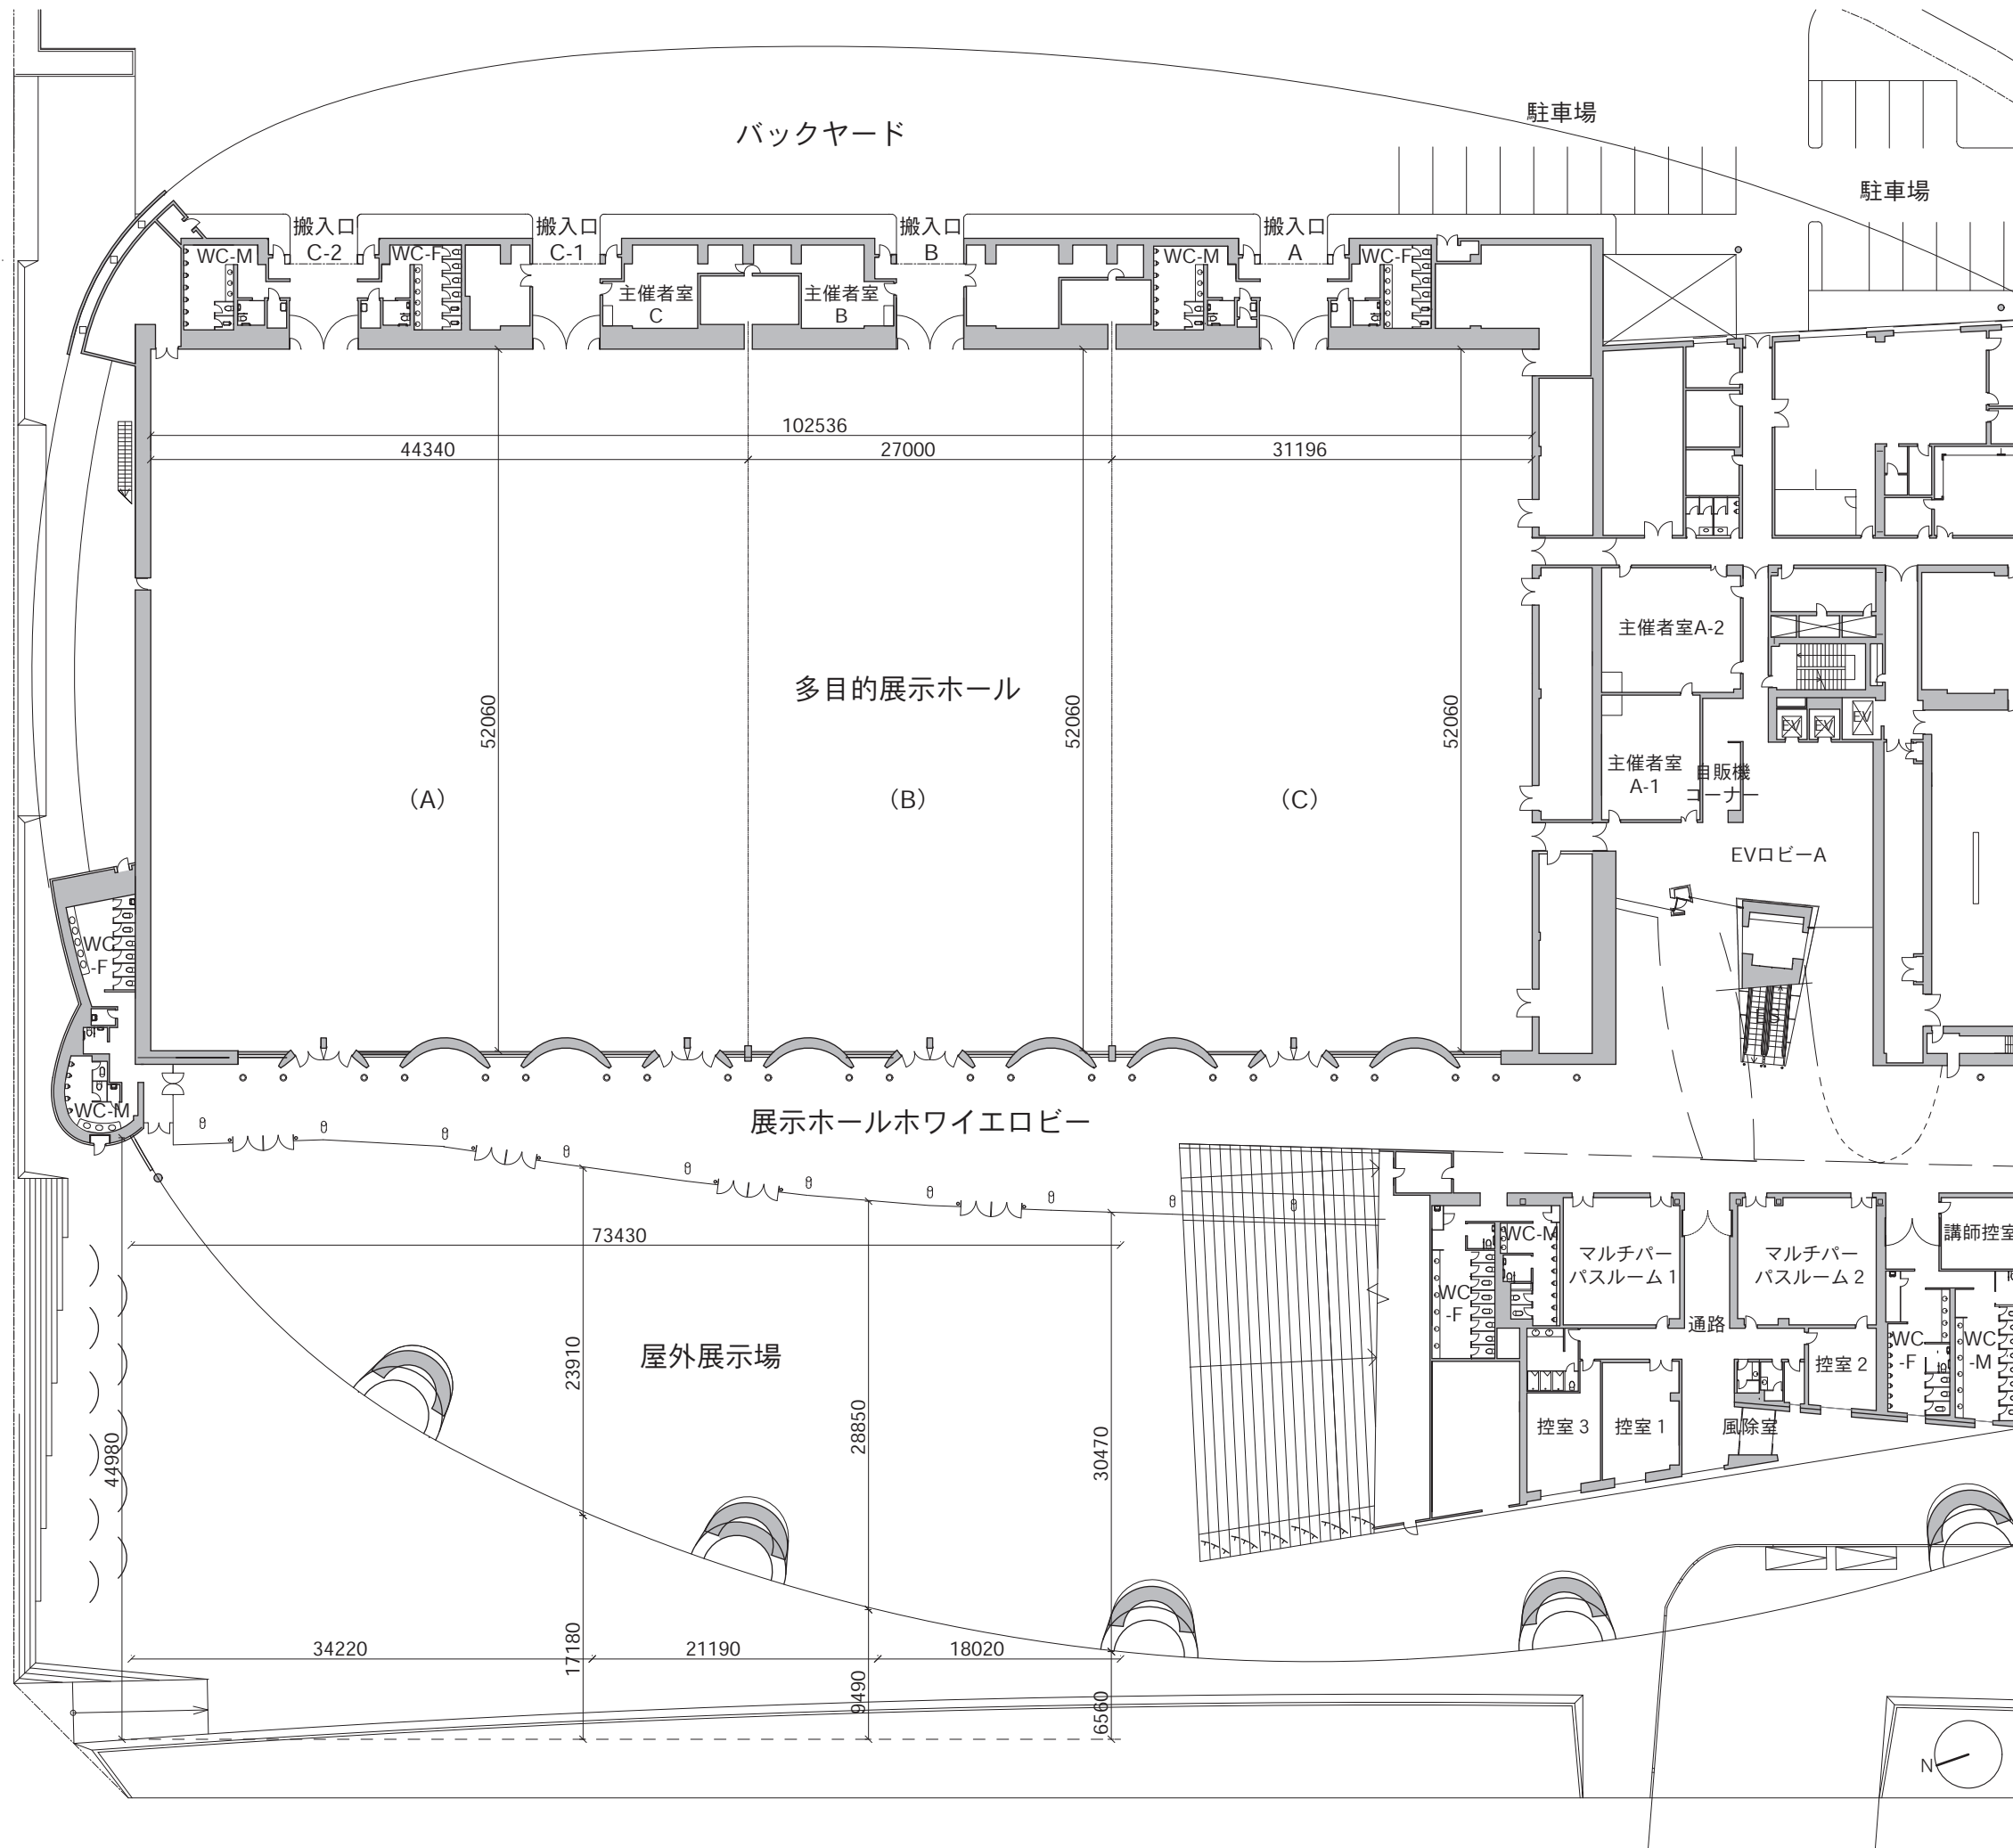 駐車場
バックヤード
駐車場
搬入口
C-2
搬入口
C-1
搬入口
B
搬入口
A
WC-M
WC-F
WC-M
WC-F
主催者室
C
主催者室
B
102536
44340
27000
31196
主催者室A-2
多目的展示ホール
52060
52060
52060
EV
EV
EV
主催者室
A-1
自販機
コーナー
（A）
（B）
（C）
EVロビーA
WC
-F
ES
WC-M
展示ホールホワイエロビー
73430
WC-M
マルチパー
パスルーム1
マルチパー
パスルーム2
講師控室
WC
-F
通路
屋外展示場
23910
28850
30470
44980
控室2
WC
-F
WC
-M
控室3
控室1
風除室
34220
21190
18020
17180
9490
6560
N